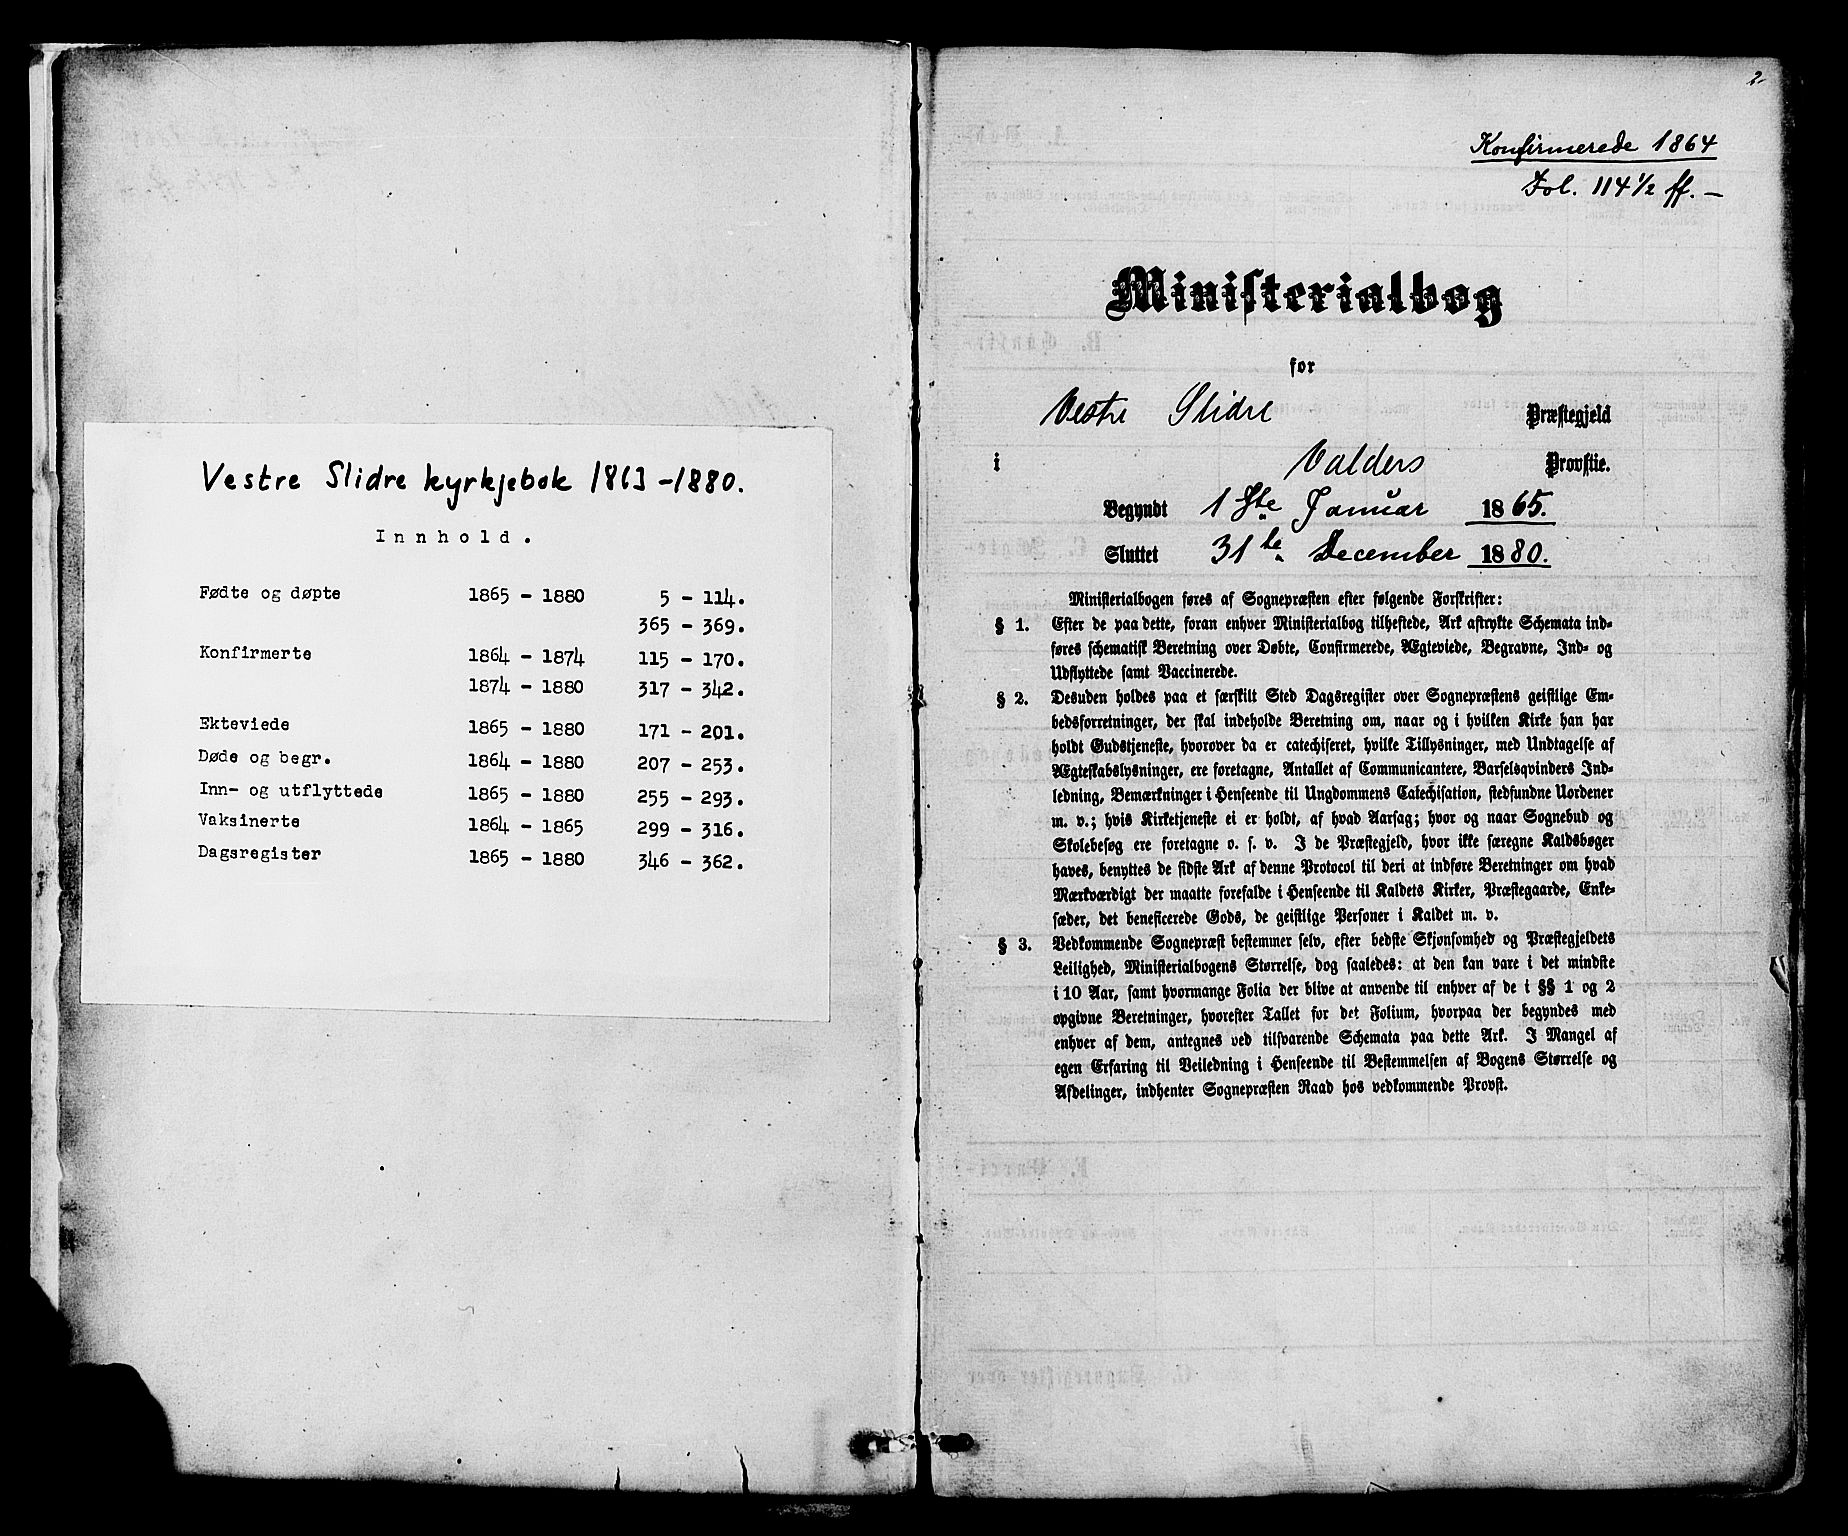 Vestre Slidre kyrkjebok 1863-1880.
Innhold.
Fødte og døpte 1865 - 1880 5 - 114.
365 - 369.
Konfirmerte 1864 - 1874 115 - 170.
1874 - 1880 317 - 342.
Ekteviede 1865 - 1880 171 - 201.
Døde og begr. 1864 - 1880 207 - 253.
Inn- og utflyttede 1865 - 1880 255 - 293.
Vaksinerte 1864 - 1865 299 - 316.
Dagsregister 1865 - 1880 346 - 362.
2-
Konfirmerede 1864
Fol. 114 1/2 ff. -
Ministerialbog
for
Vestre Slidre Præstegjeld
i Valders Provstie.
Begyndt 1ste Januar 1865.
Sluttet 31te December 1880.
Ministerialbogen føres af Sognepræsten efter følgende Forskrifter:
§ 1. Efter de paa dette, foran enhver Ministerialbog tilheftede, Ark aftrykte Schemata ind-
føres schematisk Beretning over Døbte, Confirmerede, Ægteviede, Begravne, Ind- og
Udflyttede samt Vaccinerede.
§ 2. Desuden holdes paa et særskilt Sted Dagsregister over Sognepræstens geistlige Em-
bedsforretninger, der skal indeholde Beretning om, naar og i hvilken Kirke han har
holdt Gudstjeneste, hvorover da er catechiseret, hvilke Tillysninger, med Undtagelse af
Ægteskabslysninger, ere foretagne, Antallet af Communicantere, Barselqvinders Ind-
ledning, Bemærkninger i Henseende til Ungdommens Catechisation, stedfundne Uordener
m. v.; hvis Kirketjeneste ei er holdt, af hvad Aarsag; hvor og naar Sognebud og
Skolebesøg ere foretagne o. s. v. I de Præstegjeld, hvor ikke særegne Kaldsbøger
haves, benyttes de sidste Ark af denne Protocol til deri at indføre Beretninger om hvad
Mærkværdigt der maatte forefalde i Henseende til Kaldets Kirker, Præstegaarde, Enke-
sæder, det beneficerede Gods, de geistlige Personer i Kaldet m. v.
§ 3. Vedkommende Sognepræst bestemmer selv, efter bedste Skjønsomhed og Præstegjeldets
Leilighed, Ministerialbogens Størrelse, dog saaledes: at den kan vare i det mindste
i 10 Aar, samt hvormange Folia der blive at anvende til enhver af de i §§ 1 og 2
opgivne Beretninger, hvorefter Tallet for det Folium, hvorpaa der begyndes med
enhver af dem, antegnes ved tilsvarende Schemata paa dette Ark. I Mangel af
egen Erfaring til Veiledning i Henseende til Bestemmelsen af Bogens Størrelse og
Afdelinger, indhenter Sognepræsten Raad hos vedkommende Provst.